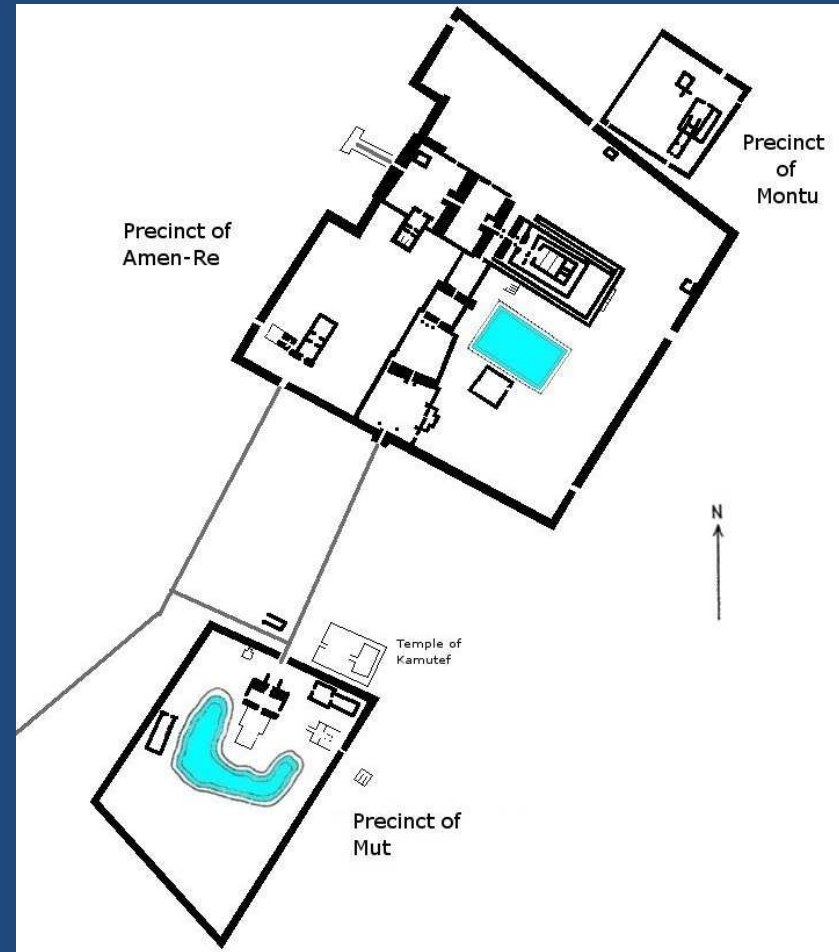 Precinct
of
Montu
Precinct of
Amen-Re
N
Temple of
Kamutef
Precinct of
Mut